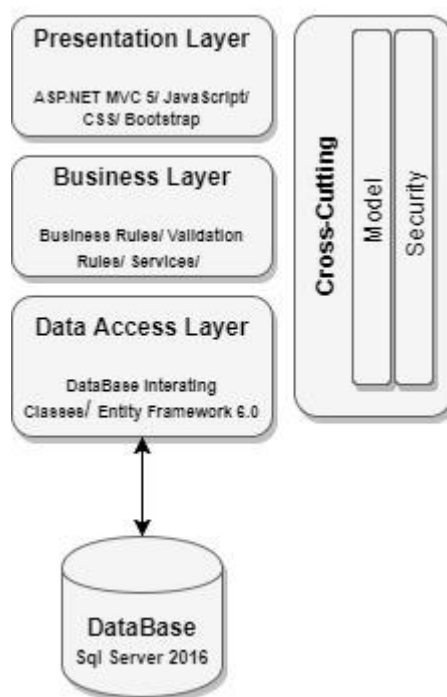 Presentation Layer
ASP.NET MVC 5/ JavaScript/
CSS/ Bootstrap
Business Layer
Business Rules/ Validation
Rules/ Services/
Data Access Layer
DataBase Interating
Classes/ Entity Framework 6.0
DataBase
Sql Server 2016
Cross-Cutting
Model
Security